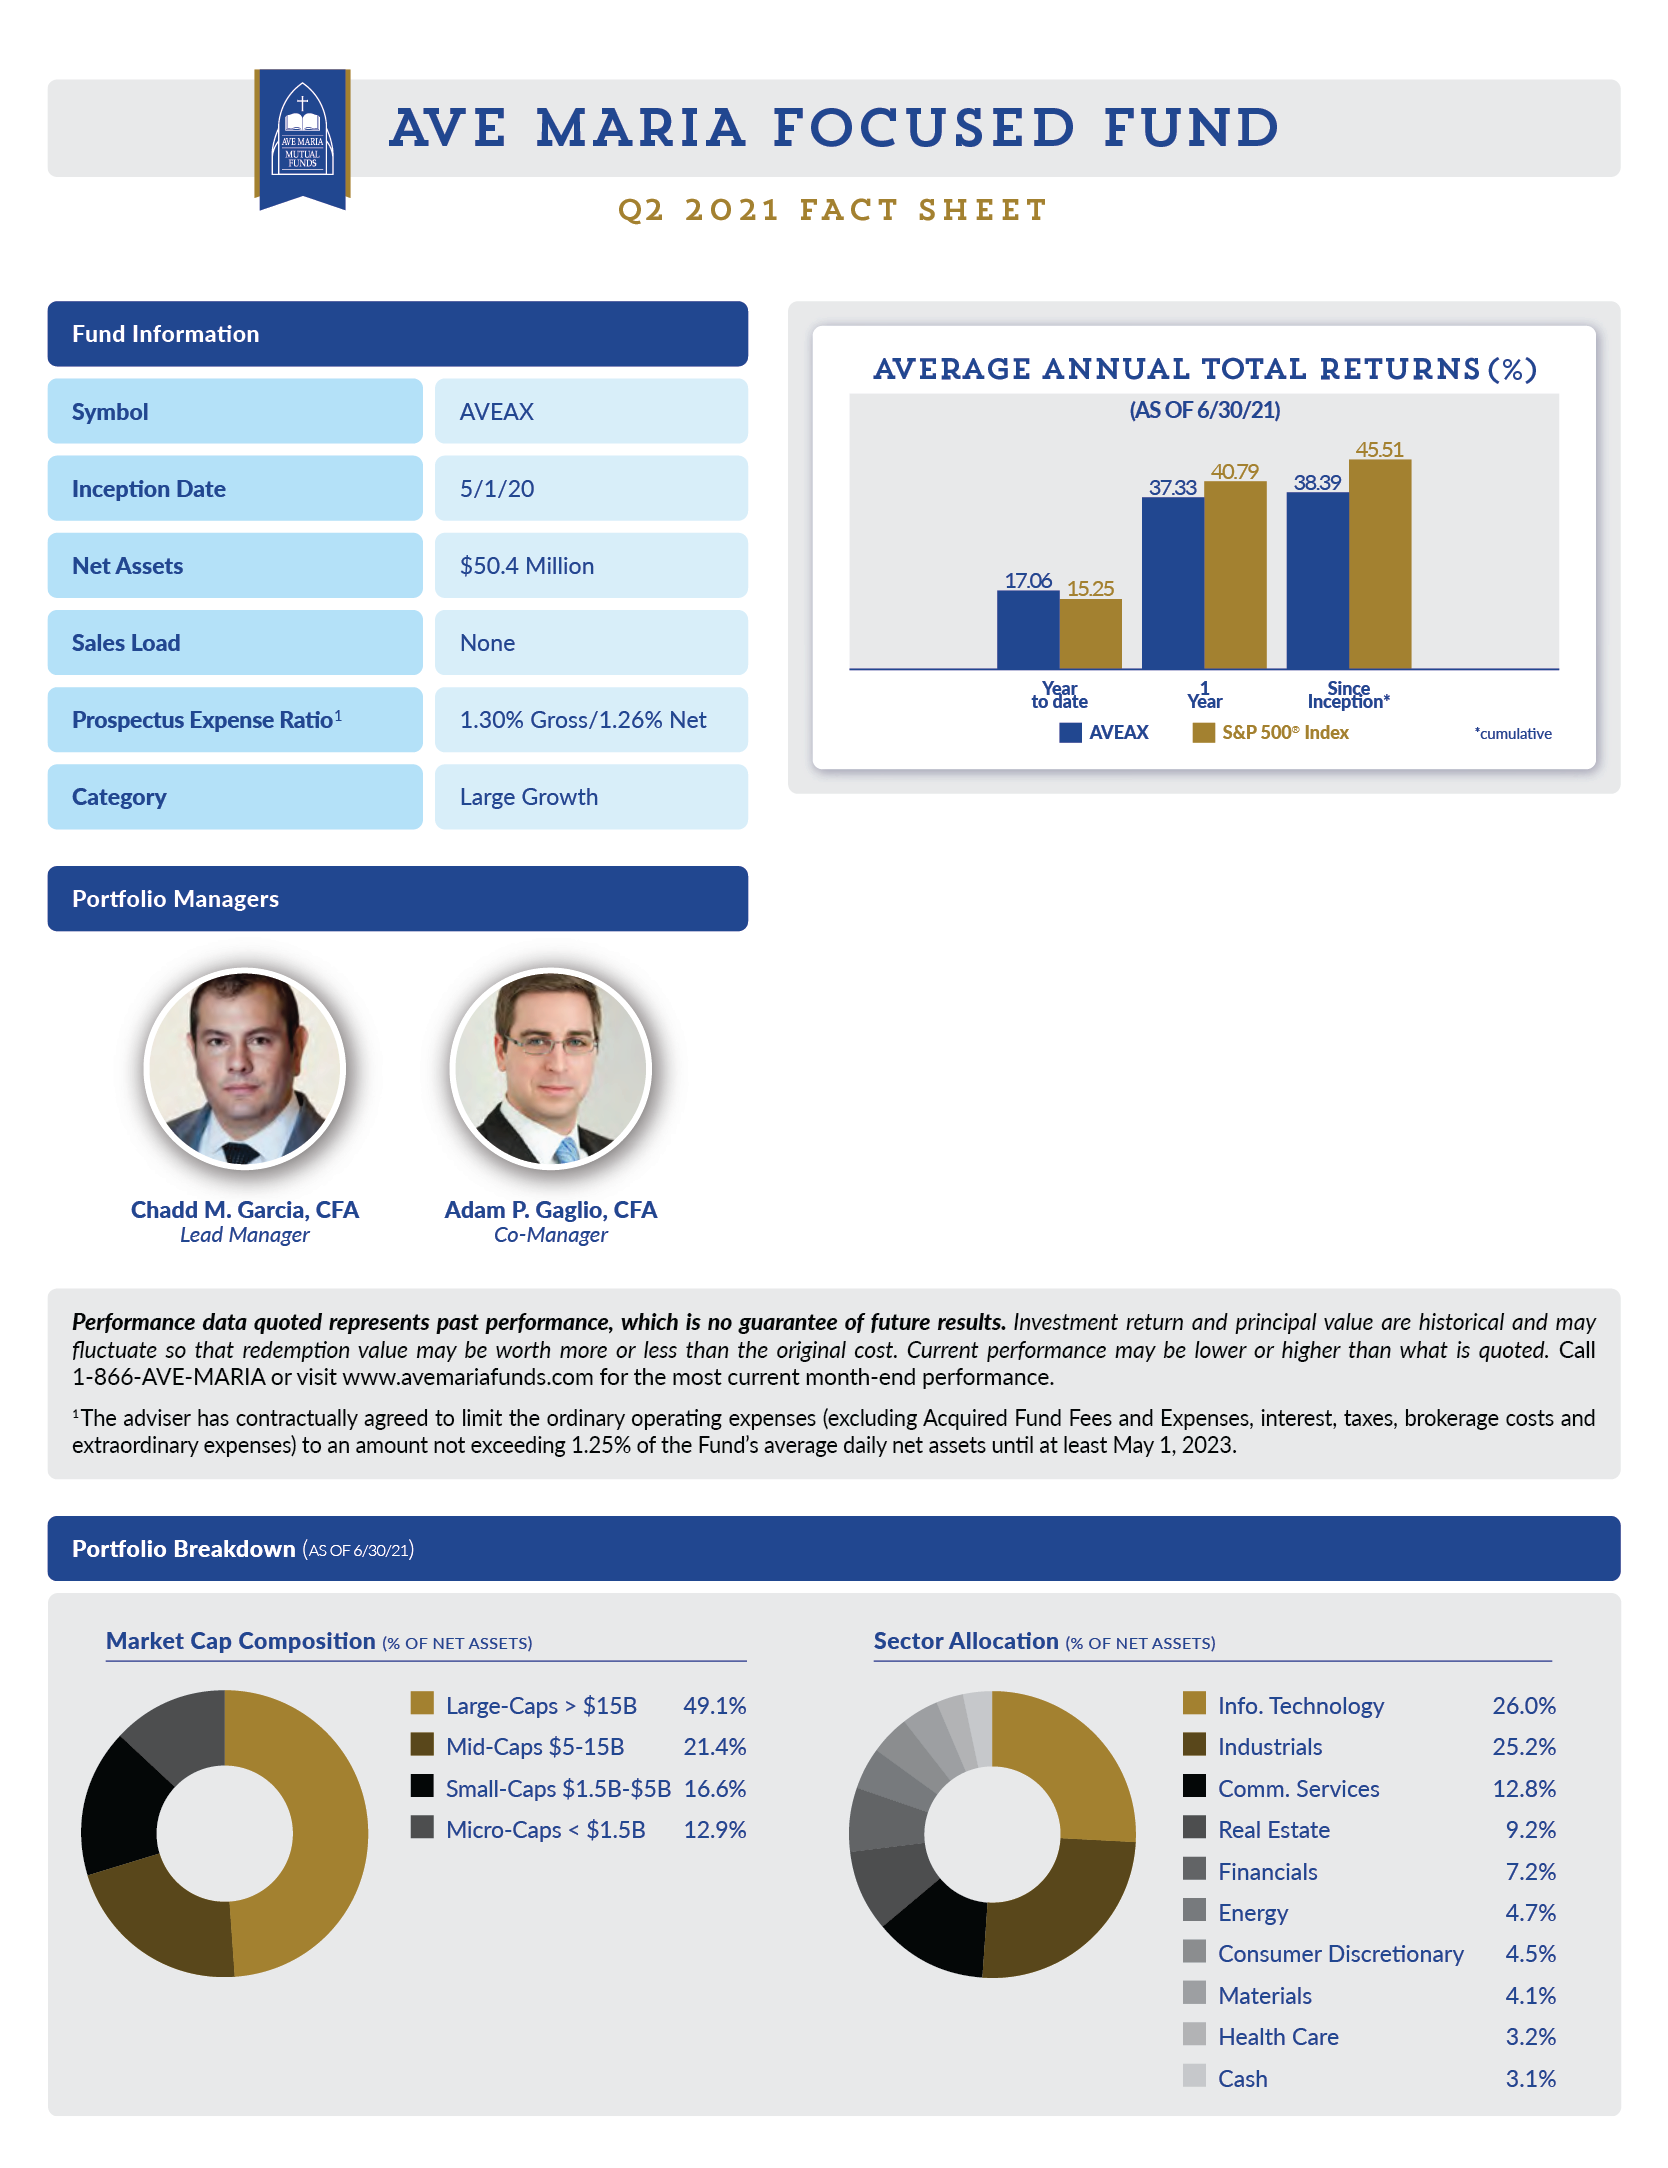 AVE MARIA
MUTUAL
FUNDS
AVE MARIA FOCUSED FUND
Q2 2021 FACT SHEET
Fund Information
Symbol AVEAX
Inception Date 5/1/20
Net Assets $50.4 Million
Sales Load None
Prospectus Expense Ratio¹ 1.30% Gross/1.26% Net
Category Large Growth
AVERAGE ANNUAL TOTAL RETURNS (%)
(AS OF 6/30/21)
17.06 15.25 37.33 40.79 38.39 45.51
Year
to date
1
Year
Since
Inception*
AVEAX S&P 500® Index *cumulative
Portfolio Managers
Chadd M. Garcia, CFA
Lead Manager
Adam P. Gaglio, CFA
Co-Manager
Performance data quoted represents past performance, which is no guarantee of future results. Investment return and principal value are historical and may
fluctuate so that redemption value may be worth more or less than the original cost. Current performance may be lower or higher than what is quoted. Call
1-866-AVE-MARIA or visit www.avemariafunds.com for the most current month-end performance.
¹The adviser has contractually agreed to limit the ordinary operating expenses (excluding Acquired Fund Fees and Expenses, interest, taxes, brokerage costs and
extraordinary expenses) to an amount not exceeding 1.25% of the Fund's average daily net assets until at least May 1, 2023.
Portfolio Breakdown (AS OF 6/30/21)
Market Cap Composition (% OF NET ASSETS)
Large-Caps > $15B 49.1%
Mid-Caps $5-15B 21.4%
Small-Caps $1.5B-$5B 16.6%
Micro-Caps < $1.5B 12.9%
Sector Allocation (% OF NET ASSETS)
Info. Technology 26.0%
Industrials 25.2%
Comm. Services 12.8%
Real Estate 9.2%
Financials 7.2%
Energy 4.7%
Consumer Discretionary 4.5%
Materials 4.1%
Health Care 3.2%
Cash 3.1%